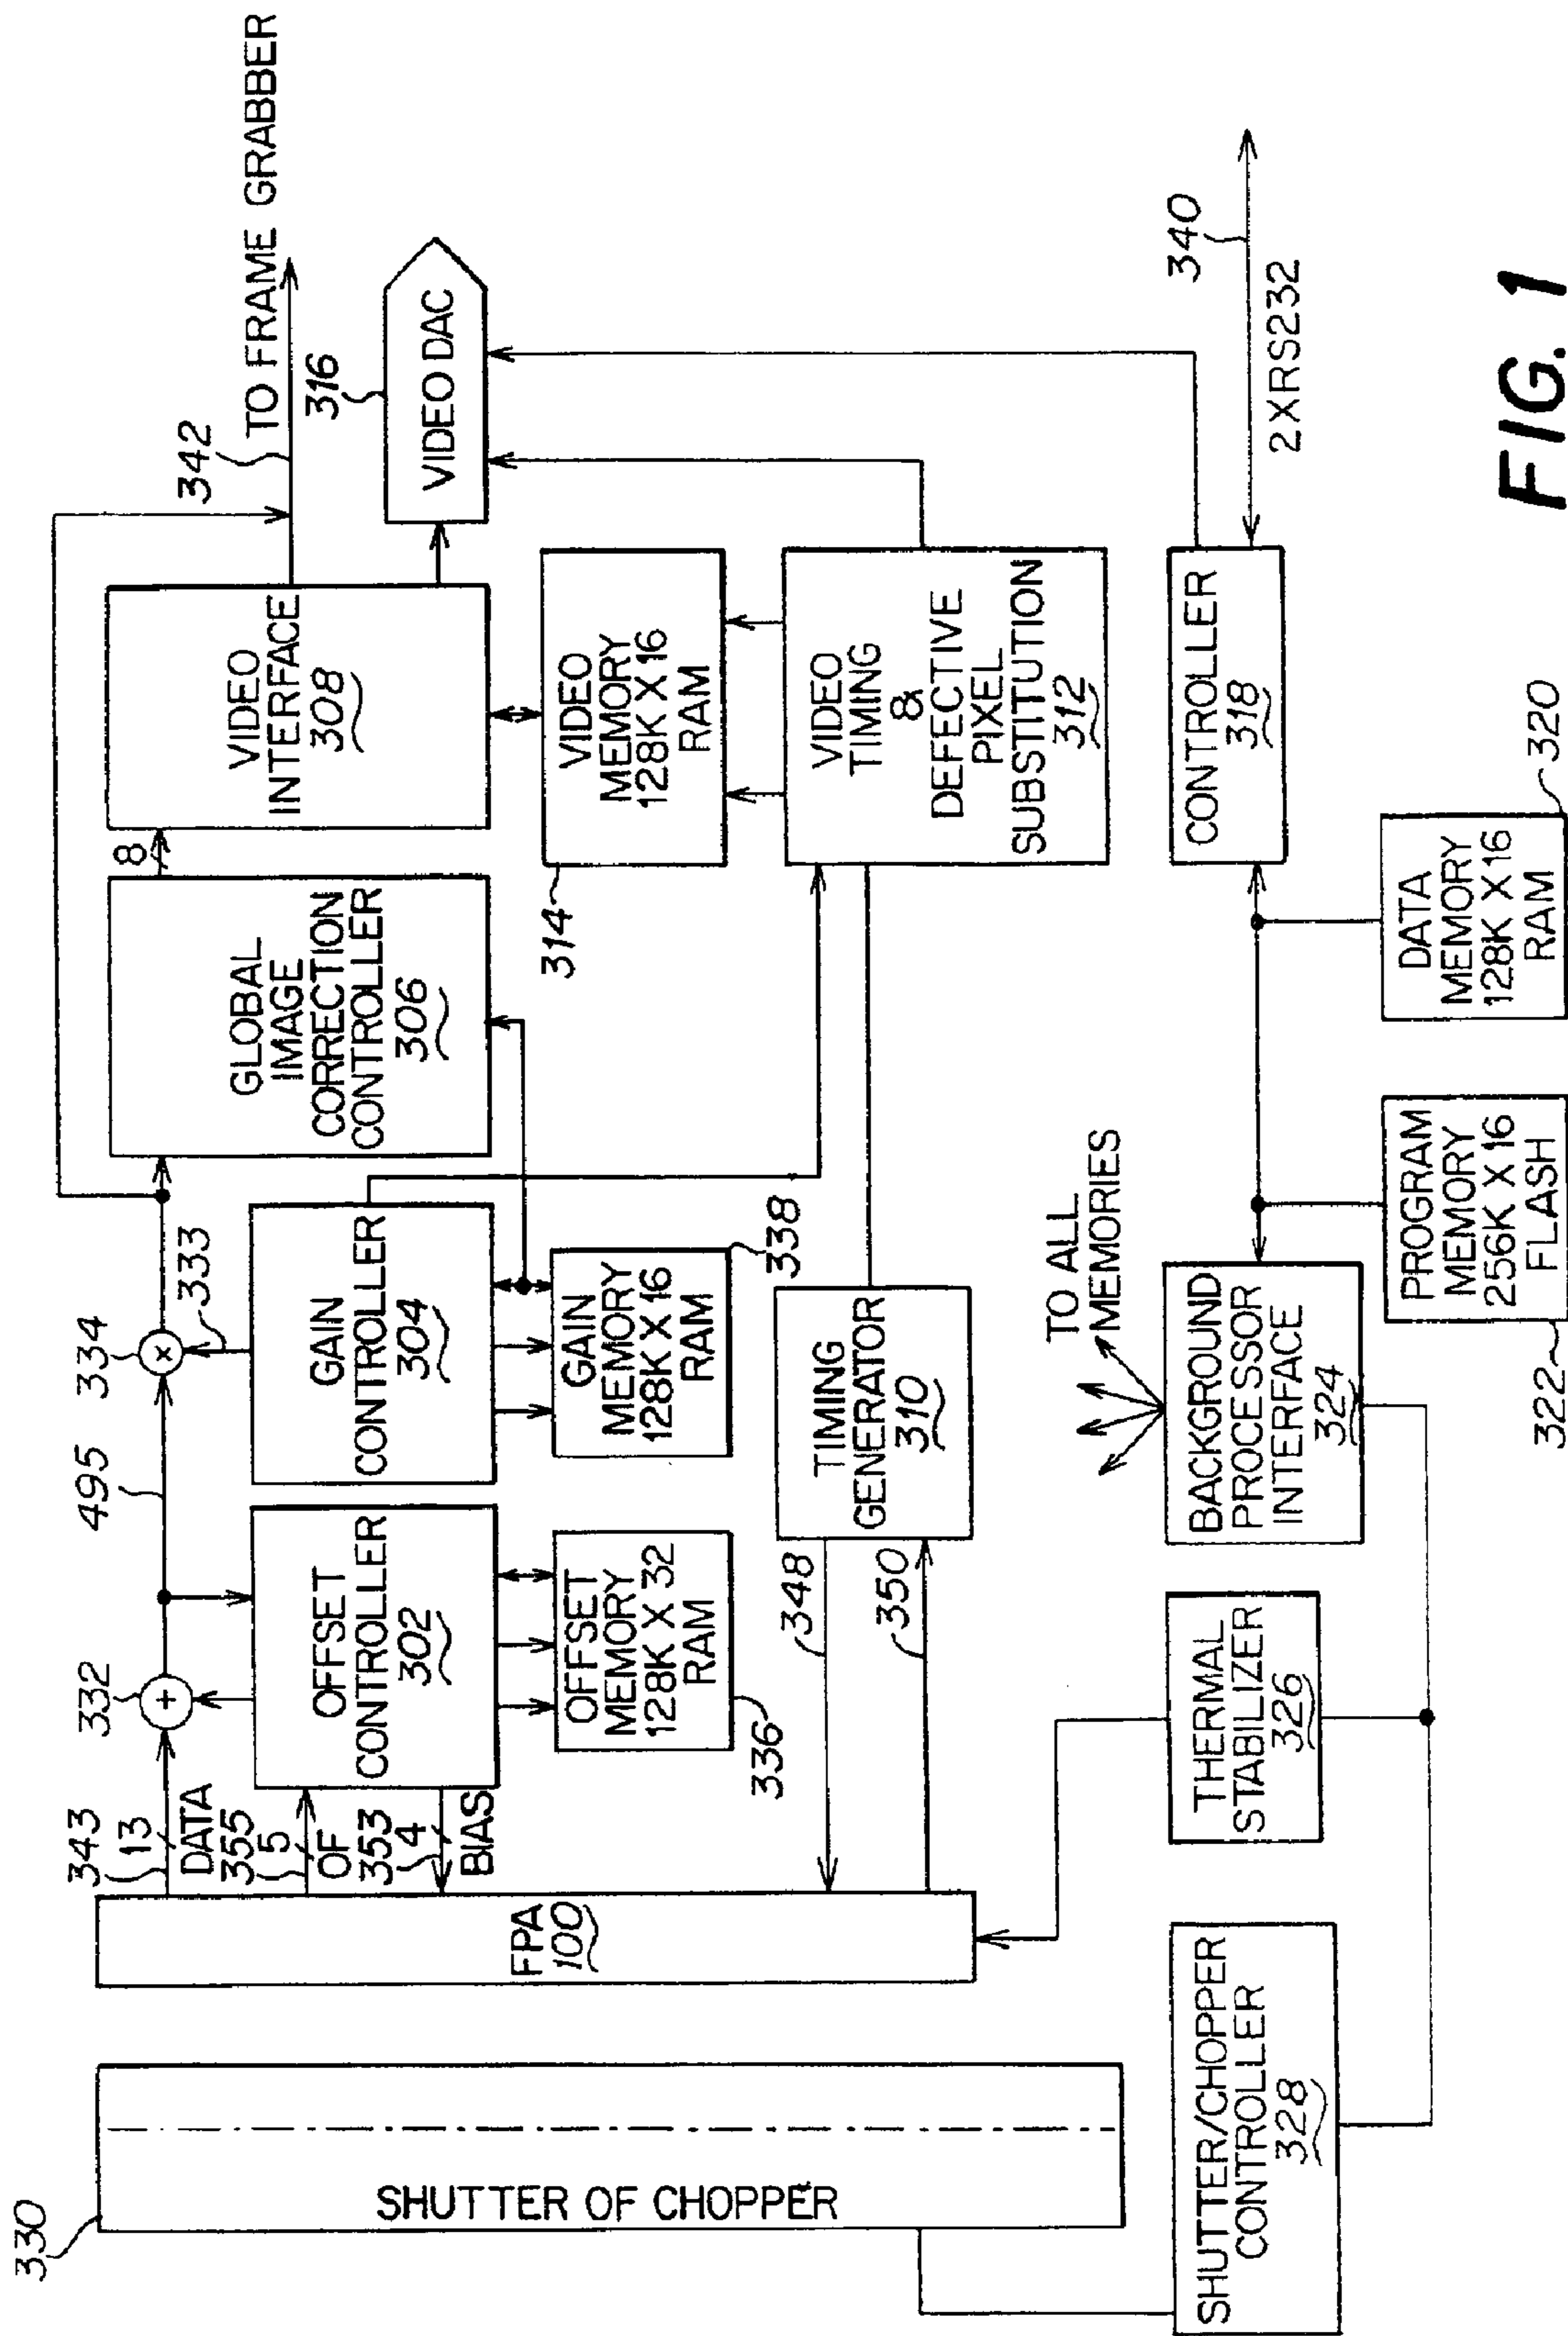 330
SHUTTER OF CHOPPER
SHUTTER/CHOPPER
CONTROLLER
328
FPA
100
343
13
DATA
355
5
OF
353
4
BIAS
332
+
OFFSET
CONTROLLER
302
OFFSET
MEMORY
128K X 32
RAM
336
348
350
THERMAL
STABILIZER
326
495
334
×
333
GAIN
CONTROLLER
304
GAIN
MEMORY
128K X 16
RAM
338
TIMING
GENERATOR
310
TO ALL
MEMORIES
BACKGROUND
PROCESSOR
INTERFACE
324
PROGRAM
MEMORY
256K X 16
FLASH
322
GLOBAL
IMAGE
CORRECTION
CONTROLLER
306
8
VIDEO
INTERFACE
308
VIDEO
MEMORY
128K X 16
RAM
314
VIDEO
TIMING
&
DEFECTIVE
PIXEL
SUBSTITUTION
312
CONTROLLER
318
DATA
MEMORY
128K X 16
RAM
320
342
TO FRAME GRABBER
316
VIDEO DAC
340
2XRS232
FIG. 1